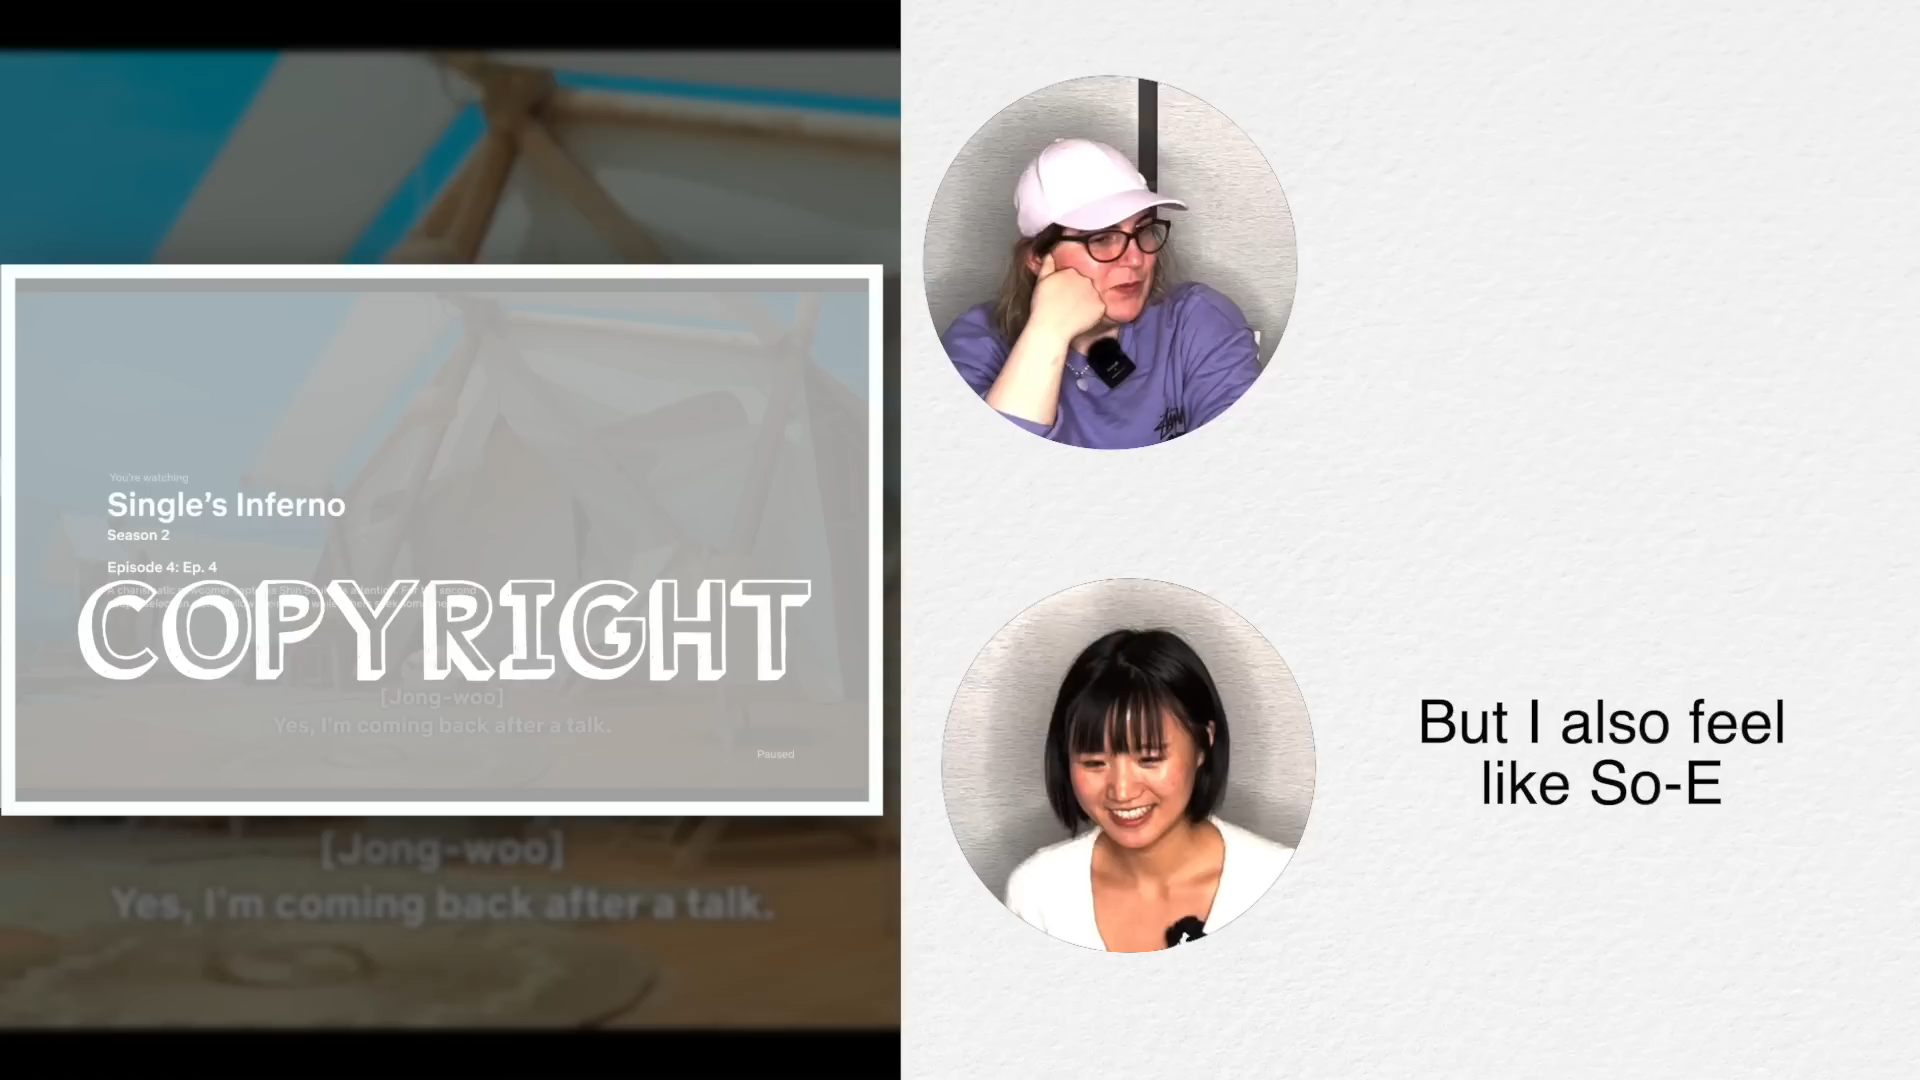 You're watching
Single's Inferno
Season 2
Episode 4: Ep. 4
COPYRIGHT
[Jong-woo]
Yes, I'm coming back after a talk.
Paused
[Jong-woo]
Yes, I'm coming back after a talk.
But I also feel
like So-E